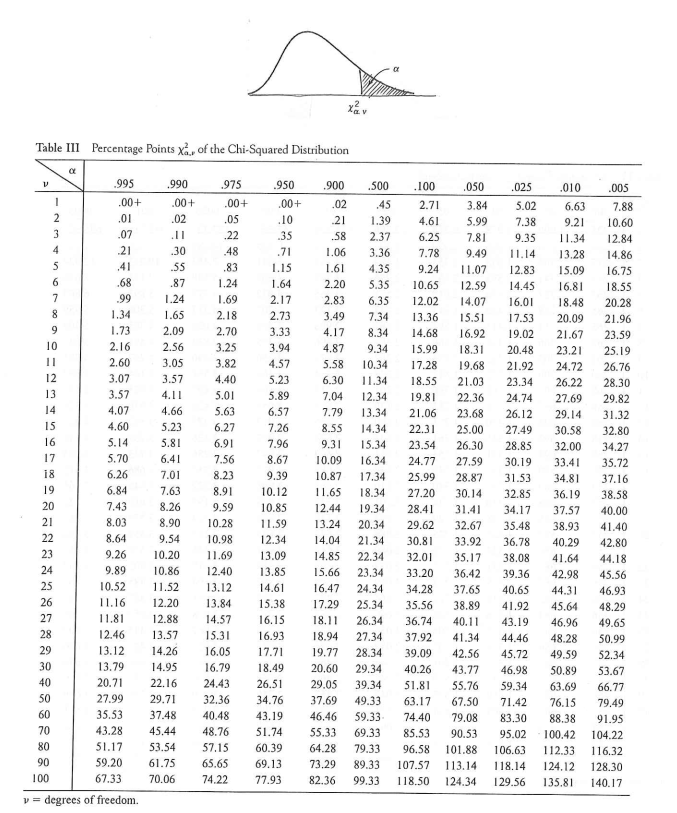 α
χ²α, ν
Table III Percentage Points χ²α,ν of the Chi-Squared Distribution
α
ν .995 .990 .975 .950 .900 .500 .100 .050 .025 .010 .005
1 .00+ .00+ .00+ .00+ .02 .45 2.71 3.84 5.02 6.63 7.88
2 .01 .02 .05 .10 .21 1.39 4.61 5.99 7.38 9.21 10.60
3 .07 .11 .22 .35 .58 2.37 6.25 7.81 9.35 11.34 12.84
4 .21 .30 .48 .71 1.06 3.36 7.78 9.49 11.14 13.28 14.86
5 .41 .55 .83 1.15 1.61 4.35 9.24 11.07 12.83 15.09 16.75
6 .68 .87 1.24 1.64 2.20 5.35 10.65 12.59 14.45 16.81 18.55
7 .99 1.24 1.69 2.17 2.83 6.35 12.02 14.07 16.01 18.48 20.28
8 1.34 1.65 2.18 2.73 3.49 7.34 13.36 15.51 17.53 20.09 21.96
9 1.73 2.09 2.70 3.33 4.17 8.34 14.68 16.92 19.02 21.67 23.59
10 2.16 2.56 3.25 3.94 4.87 9.34 15.99 18.31 20.48 23.21 25.19
11 2.60 3.05 3.82 4.57 5.58 10.34 17.28 19.68 21.92 24.72 26.76
12 3.07 3.57 4.40 5.23 6.30 11.34 18.55 21.03 23.34 26.22 28.30
13 3.57 4.11 5.01 5.89 7.04 12.34 19.81 22.36 24.74 27.69 29.82
14 4.07 4.66 5.63 6.57 7.79 13.34 21.06 23.68 26.12 29.14 31.32
15 4.60 5.23 6.27 7.26 8.55 14.34 22.31 25.00 27.49 30.58 32.80
16 5.14 5.81 6.91 7.96 9.31 15.34 23.54 26.30 28.85 32.00 34.27
17 5.70 6.41 7.56 8.67 10.09 16.34 24.77 27.59 30.19 33.41 35.72
18 6.26 7.01 8.23 9.39 10.87 17.34 25.99 28.87 31.53 34.81 37.16
19 6.84 7.63 8.91 10.12 11.65 18.34 27.20 30.14 32.85 36.19 38.58
20 7.43 8.26 9.59 10.85 12.44 19.34 28.41 31.41 34.17 37.57 40.00
21 8.03 8.90 10.28 11.59 13.24 20.34 29.62 32.67 35.48 38.93 41.40
22 8.64 9.54 10.98 12.34 14.04 21.34 30.81 33.92 36.78 40.29 42.80
23 9.26 10.20 11.69 13.09 14.85 22.34 32.01 35.17 38.08 41.64 44.18
24 9.89 10.86 12.40 13.85 15.66 23.34 33.20 36.42 39.36 42.98 45.56
25 10.52 11.52 13.12 14.61 16.47 24.34 34.28 37.65 40.65 44.31 46.93
26 11.16 12.20 13.84 15.38 17.29 25.34 35.56 38.89 41.92 45.64 48.29
27 11.81 12.88 14.57 16.15 18.11 26.34 36.74 40.11 43.19 46.96 49.65
28 12.46 13.57 15.31 16.93 18.94 27.34 37.92 41.34 44.46 48.28 50.99
29 13.12 14.26 16.05 17.71 19.77 28.34 39.09 42.56 45.72 49.59 52.34
30 13.79 14.95 16.79 18.49 20.60 29.34 40.26 43.77 46.98 50.89 53.67
40 20.71 22.16 24.43 26.51 29.05 39.34 51.81 55.76 59.34 63.69 66.77
50 27.99 29.71 32.36 34.76 37.69 49.33 63.17 67.50 71.42 76.15 79.49
60 35.53 37.48 40.48 43.19 46.46 59.33 74.40 79.08 83.30 88.38 91.95
70 43.28 45.44 48.76 51.74 55.33 69.33 85.53 90.53 95.02 100.42 104.22
80 51.17 53.54 57.15 60.39 64.28 79.33 96.58 101.88 106.63 112.33 116.32
90 59.20 61.75 65.65 69.13 73.29 89.33 107.57 113.14 118.14 124.12 128.30
100 67.33 70.06 74.22 77.93 82.36 99.33 118.50 124.34 129.56 135.81 140.17
ν = degrees of freedom.